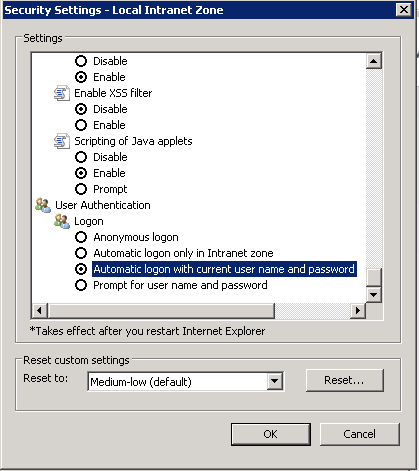 Security Settings - Local Intranet Zone
Settings
Disable
Enable
Enable XSS filter
Disable
Enable
Scripting of Java applets
Disable
Enable
Prompt
User Authentication
Logon
Anonymous logon
Automatic logon only in Intranet zone
Automatic logon with current user name and password
Prompt for user name and password
*Takes effect after you restart Internet Explorer
Reset custom settings
Reset to: Medium-low (default) Reset...
OK Cancel